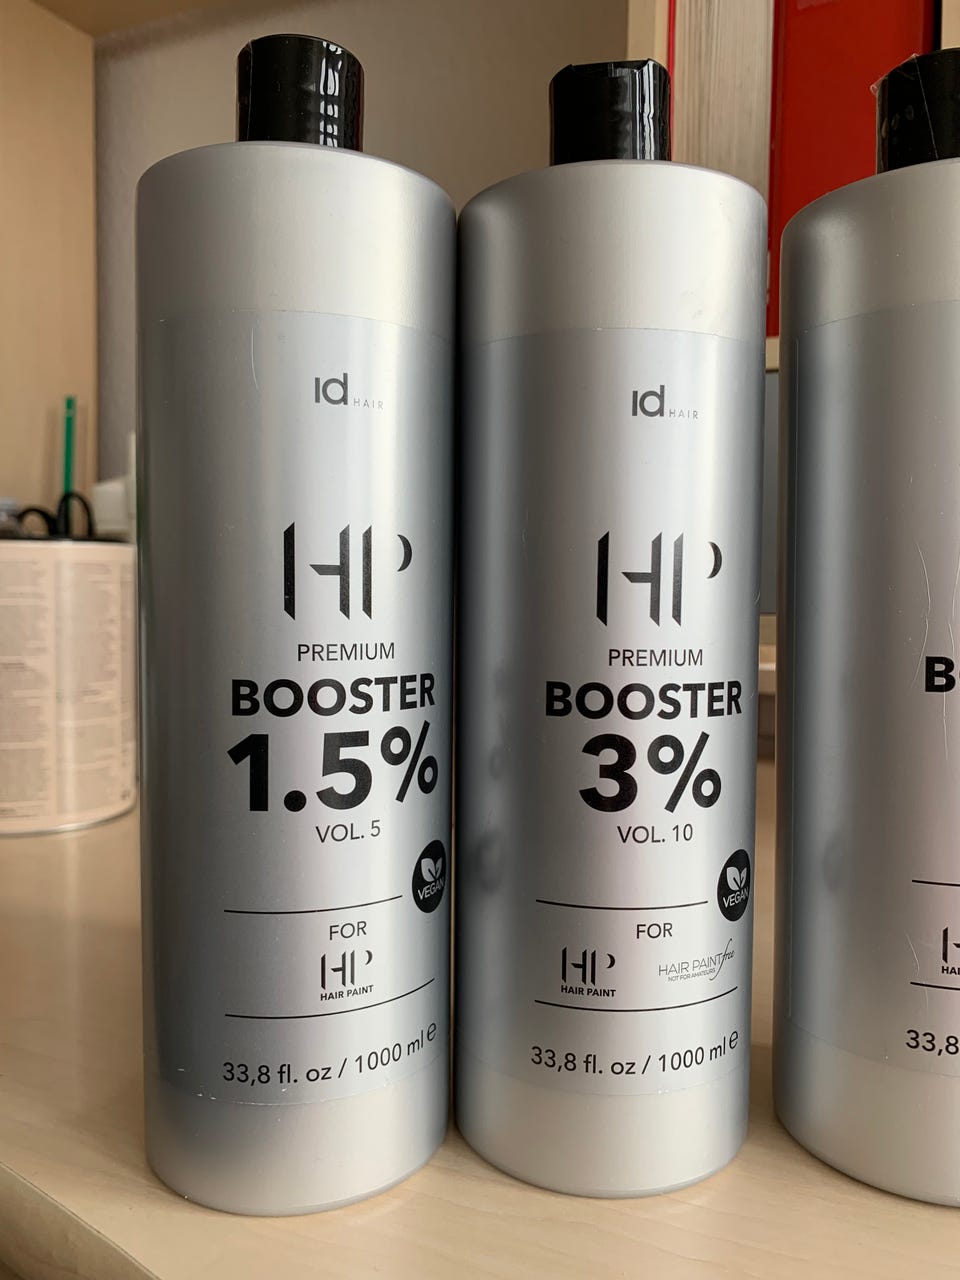 id HAIR
HP
PREMIUM
BOOSTER
1.5%
VOL. 5
VEGAN
FOR
HP
HAIR PAINT
33,8 fl. oz / 1000 ml ℮
id HAIR
HP
PREMIUM
BOOSTER
3%
VOL. 10
VEGAN
FOR
HP
HAIR PAINT
HAIR PAINT free
NOT FOR AMATEURS
33,8 fl. oz / 1000 ml ℮
33,8